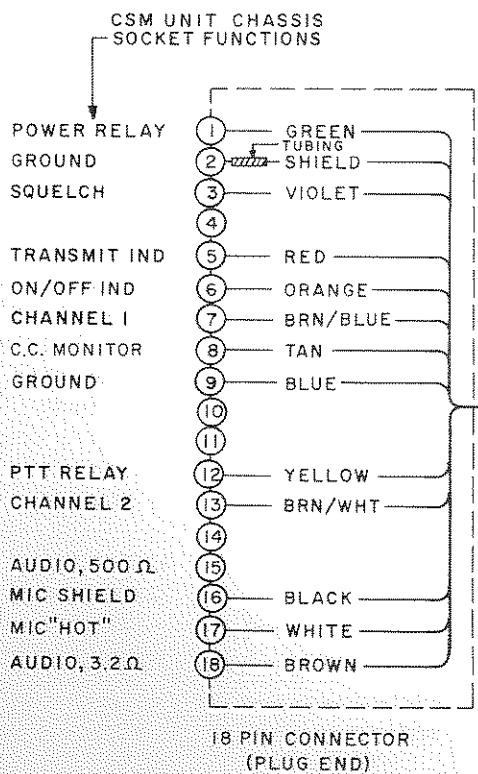 CSM UNIT CHASSIS
SOCKET FUNCTIONS
POWER RELAY 1 GREEN
TUBING
GROUND 2 SHIELD
SQUELCH 3 VIOLET
4
TRANSMIT IND 5 RED
ON/OFF IND 6 ORANGE
CHANNEL 1 7 BRN/BLUE
C.C. MONITOR 8 TAN
GROUND 9 BLUE
10
11
PTT RELAY 12 YELLOW
CHANNEL 2 13 BRN/WHT
14
AUDIO, 500 Ω 15
MIC SHIELD 16 BLACK
MIC "HOT" 17 WHITE
AUDIO, 3.2Ω 18 BROWN
18 PIN CONNECTOR
(PLUG END)